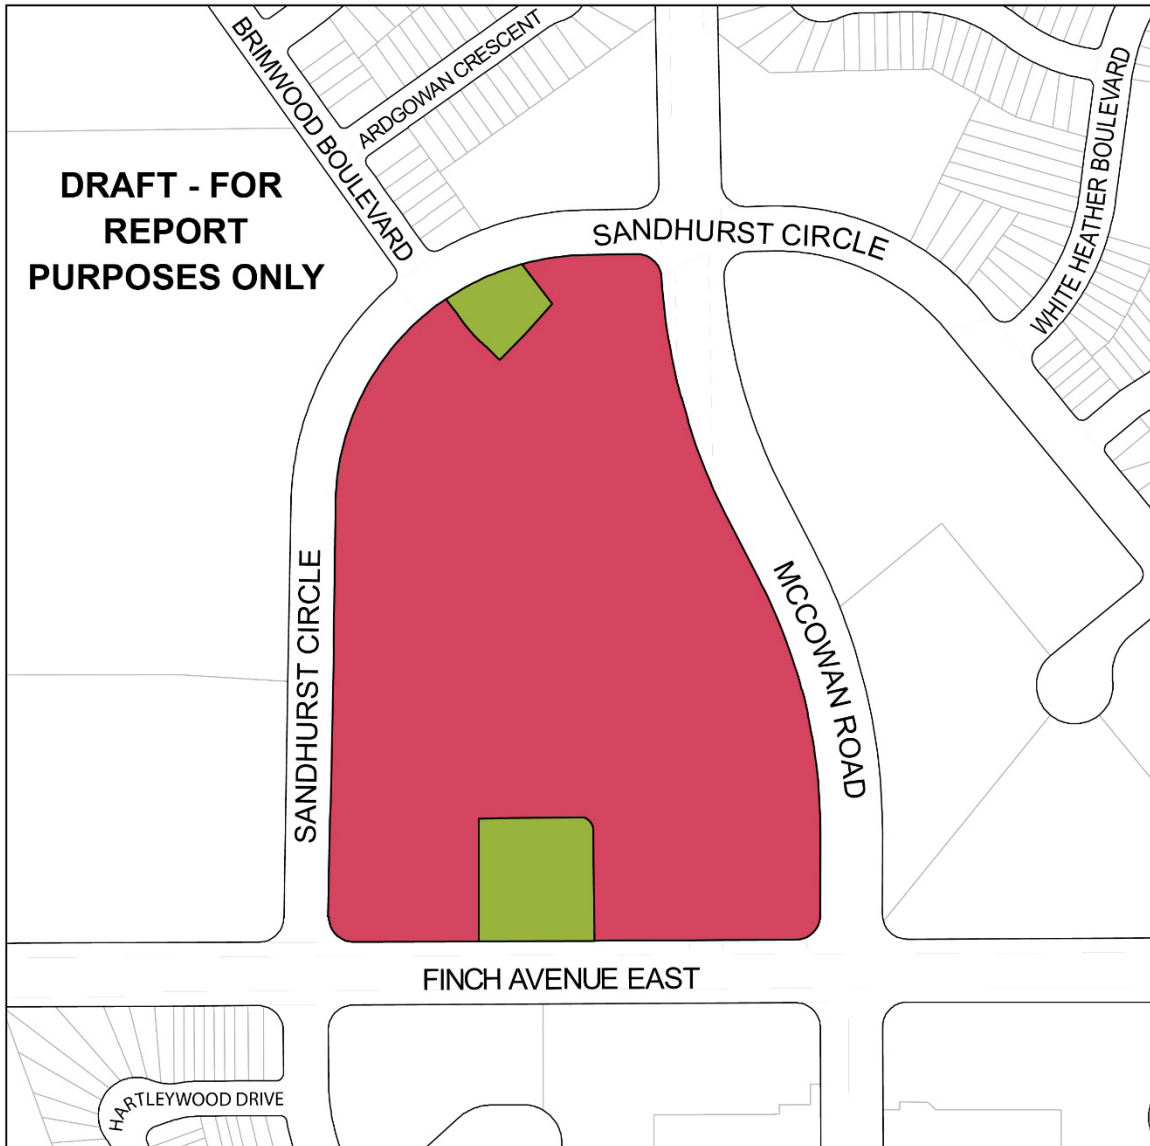 BRIMWOOD BOULEVARD
ARDGOWAN CRESCENT
WHITE HEATHER BOULEVARD
DRAFT - FOR
REPORT
PURPOSES ONLY
SANDHURST CIRCLE
SANDHURST CIRCLE
MCCOWAN ROAD
FINCH AVENUE EAST
HARTLEYWOOD DRIVE